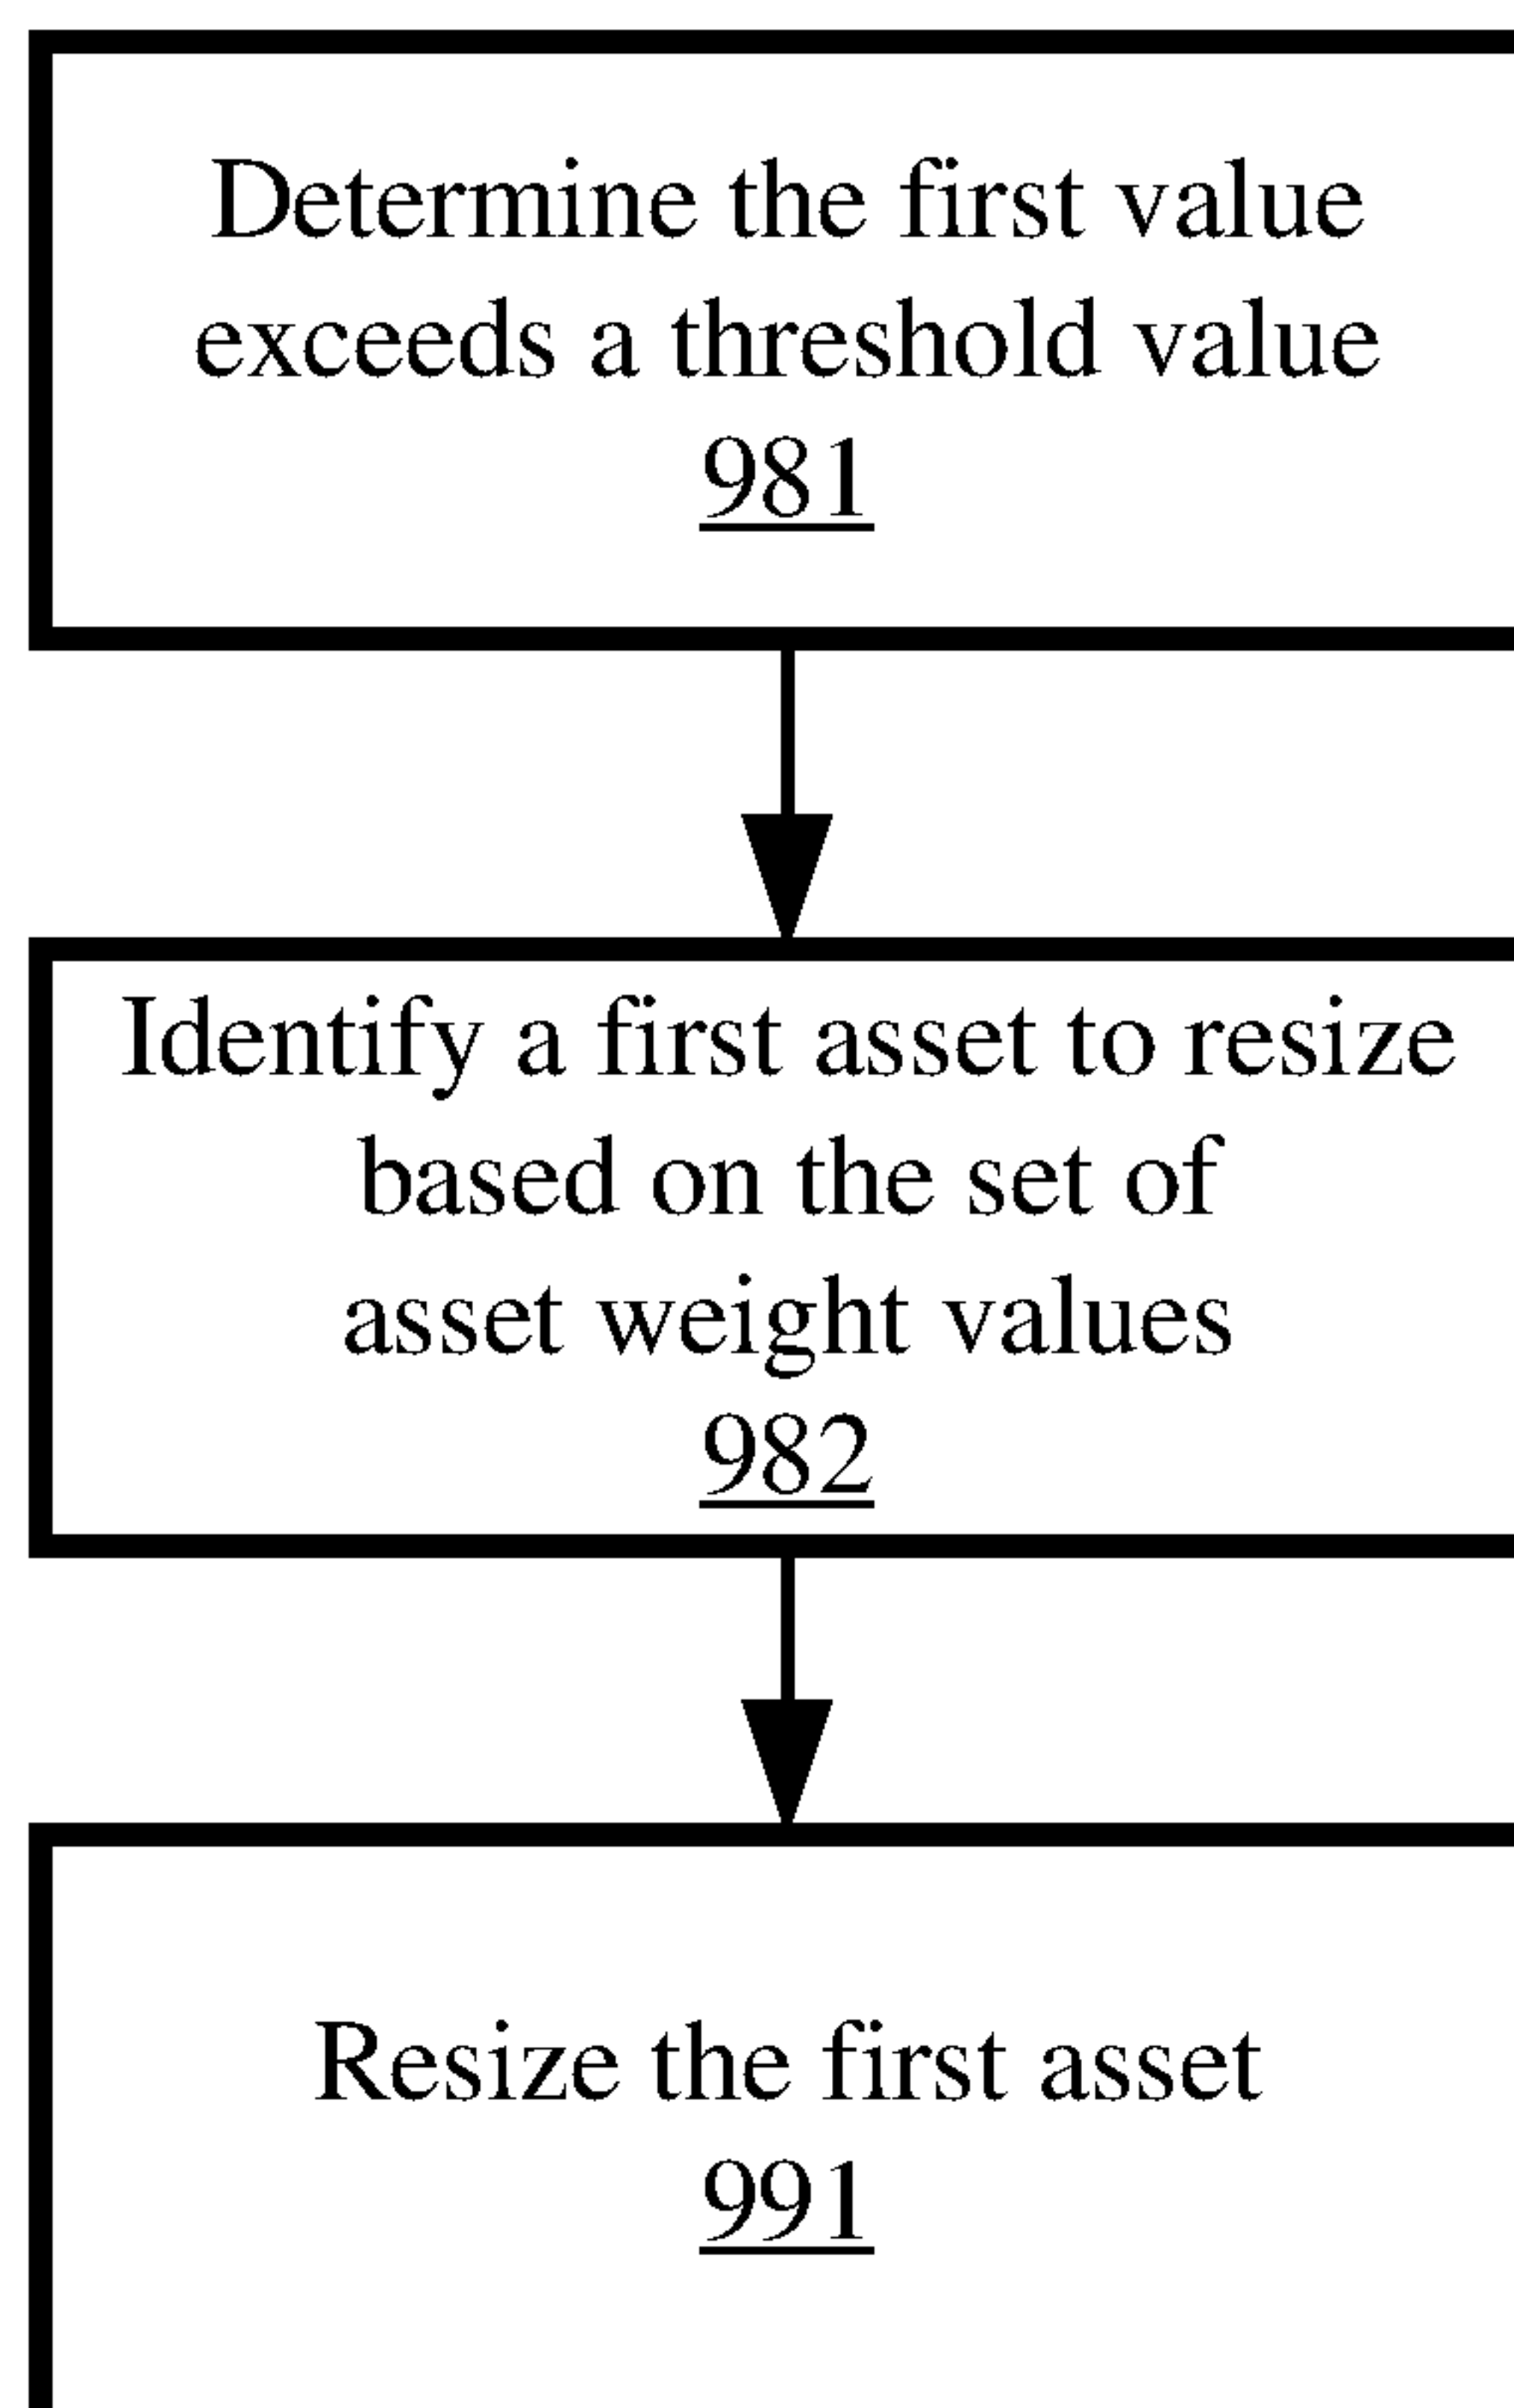 Determine the first value
exceeds a threshold value
981
Identify a first asset to resize
based on the set of
asset weight values
982
Resize the first asset
991